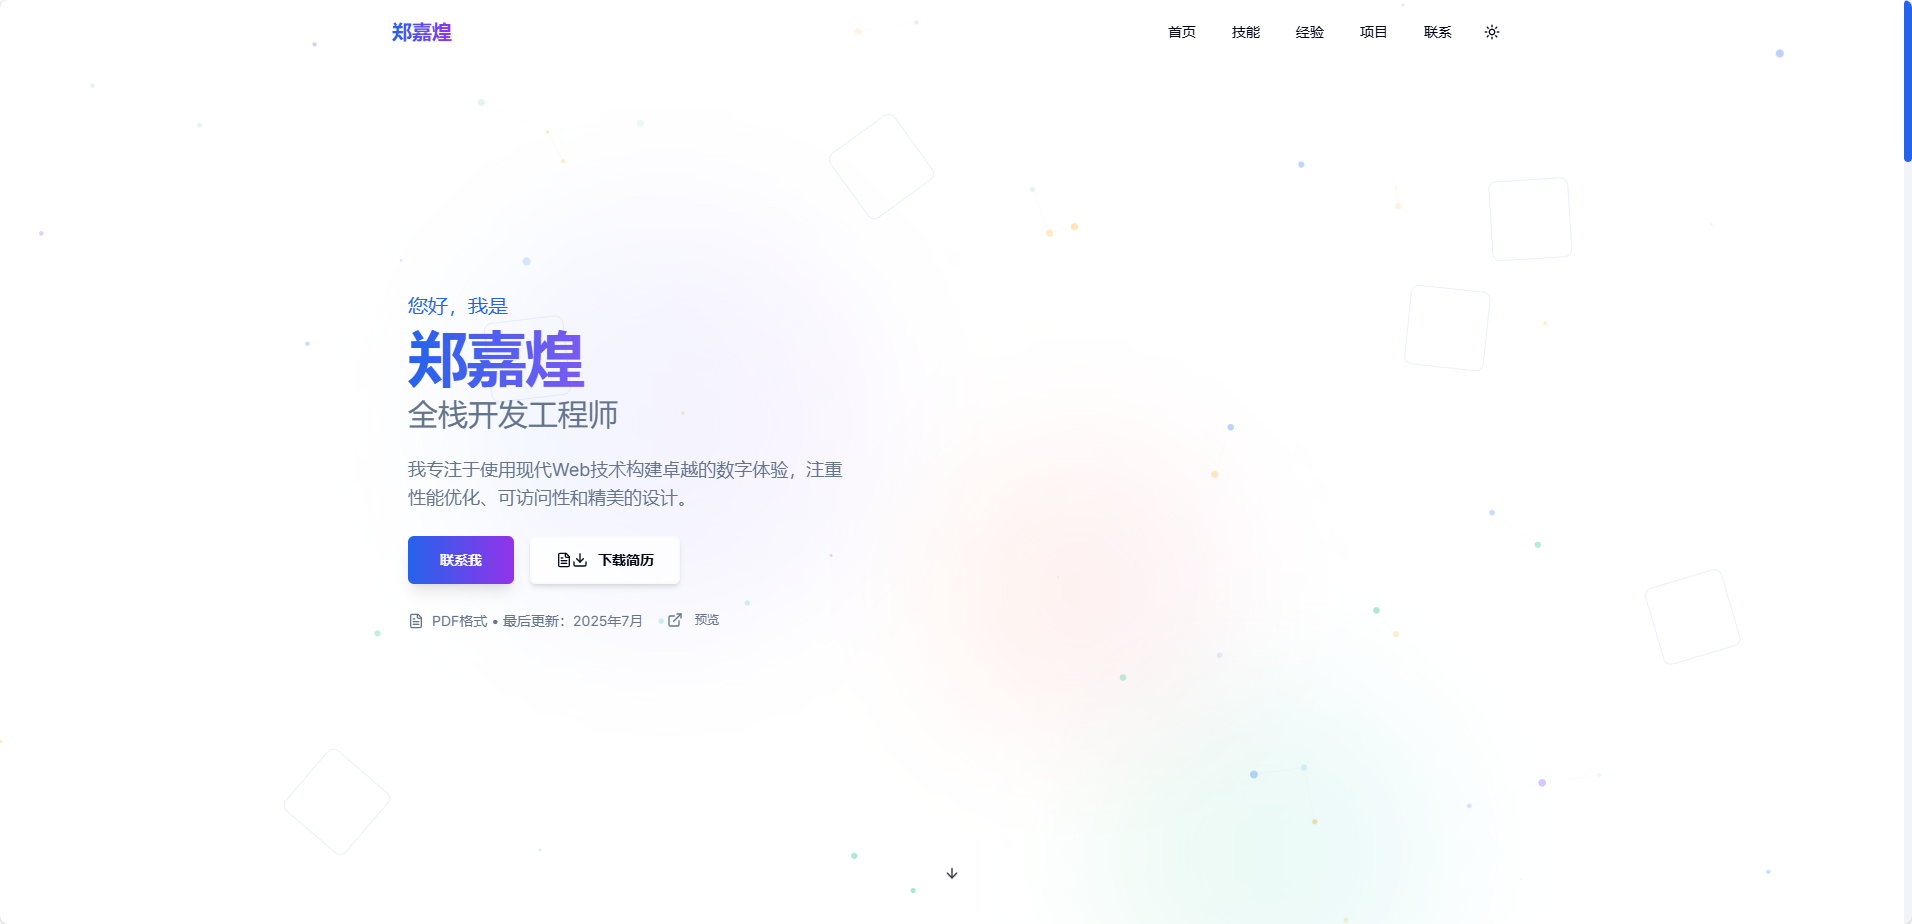 郑嘉煌
首页 技能 经验 项目 联系
您好，我是
郑嘉煌
全栈开发工程师
我专注于使用现代Web技术构建卓越的数字体验，注重
性能优化、可访问性和精美的设计。
联系我 下载简历
PDF格式 • 最后更新：2025年7月 预览